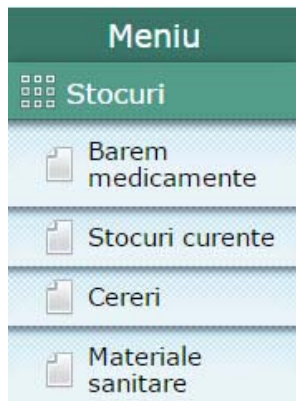 Meniu
Stocuri
Barem
medicamente
Stocuri curente
Cereri
Materiale
sanitare